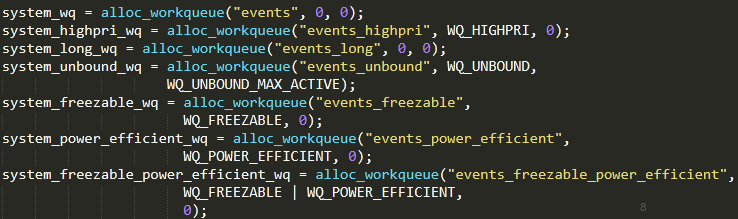 system_wq = alloc_workqueue("events", 0, 0);
system_highpri_wq = alloc_workqueue("events_highpri", WQ_HIGHPRI, 0);
system_long_wq = alloc_workqueue("events_long", 0, 0);
system_unbound_wq = alloc_workqueue("events_unbound", WQ_UNBOUND,
WQ_UNBOUND_MAX_ACTIVE);
system_freezable_wq = alloc_workqueue("events_freezable",
WQ_FREEZABLE, 0);
system_power_efficient_wq = alloc_workqueue("events_power_efficient",
WQ_POWER_EFFICIENT, 0);
system_freezable_power_efficient_wq = alloc_workqueue("events_freezable_power_efficient",
WQ_FREEZABLE | WQ_POWER_EFFICIENT,
0);
8